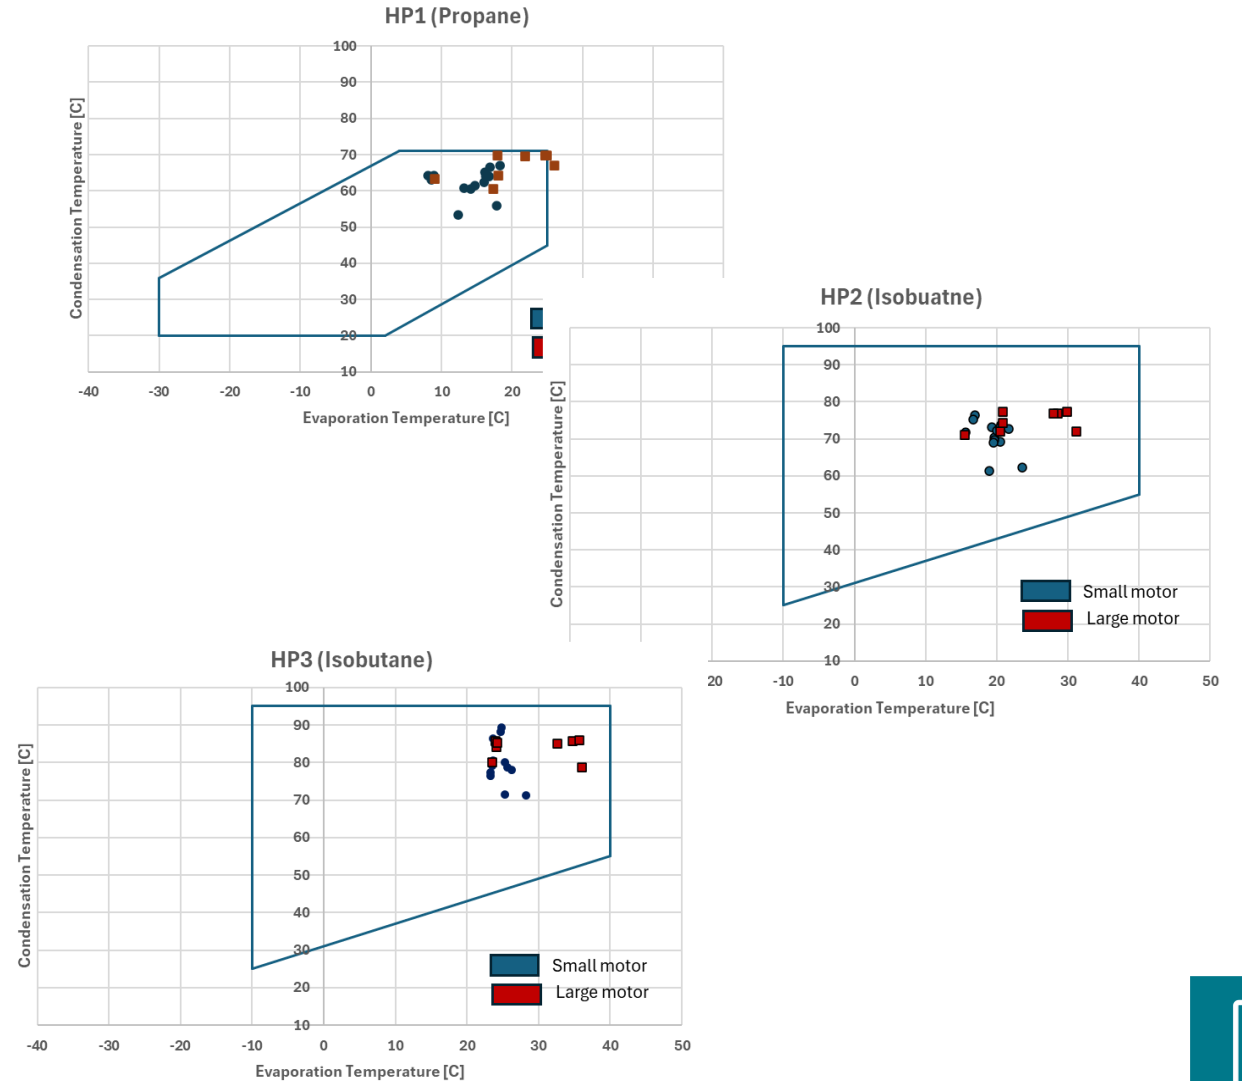 HP1 (Propane)
100
90
80
70
60
50
40
30
20
10
-40 -30 -20 -10 0 10 20
Condensation Temperature [C]
Evaporation Temperature [C]
HP2 (Isobuatne)
100
90
80
70
60
50
40
30
20
10
20 -10 0 10 20 30 40 50
Condensation Temperature [C]
Evaporation Temperature [C]
Small motor
Large motor
HP3 (Isobutane)
100
90
80
70
60
50
40
30
20
10
-40 -30 -20 -10 0 10 20 30 40 50
Condensation Temperature [C]
Evaporation Temperature [C]
Small motor
Large motor